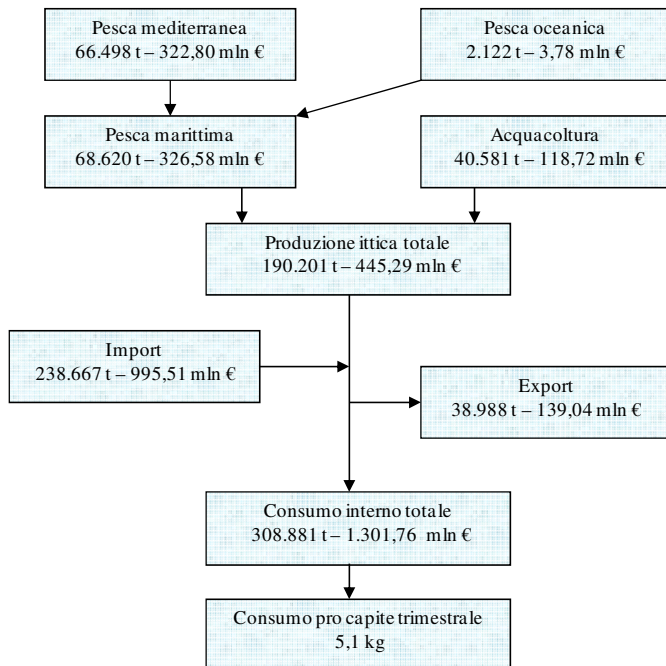 Pesca mediterranea
66.498 t – 322,80 mln €
Pesca oceanica
2.122 t – 3,78 mln €
Pesca marittima
68.620 t – 326,58 mln €
Acquacoltura
40.581 t – 118,72 mln €
Produzione ittica totale
190.201 t – 445,29 mln €
Import
238.667 t – 995,51 mln €
Export
38.988 t – 139,04 mln €
Consumo interno totale
308.881 t – 1.301,76 mln €
Consumo pro capite trimestrale
5,1 kg